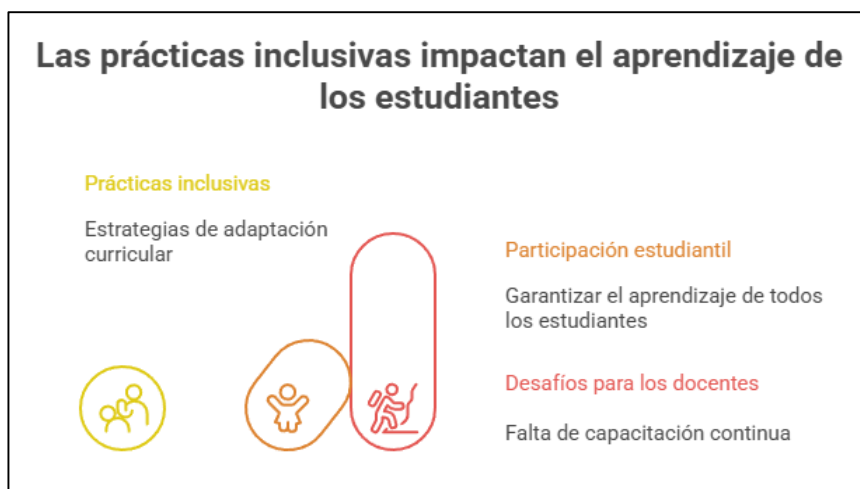 Las prácticas inclusivas impactan el aprendizaje de
los estudiantes
Prácticas inclusivas
Estrategias de adaptación
curricular
Participación estudiantil
Garantizar el aprendizaje de todos
los estudiantes
Desafíos para los docentes
Falta de capacitación continua